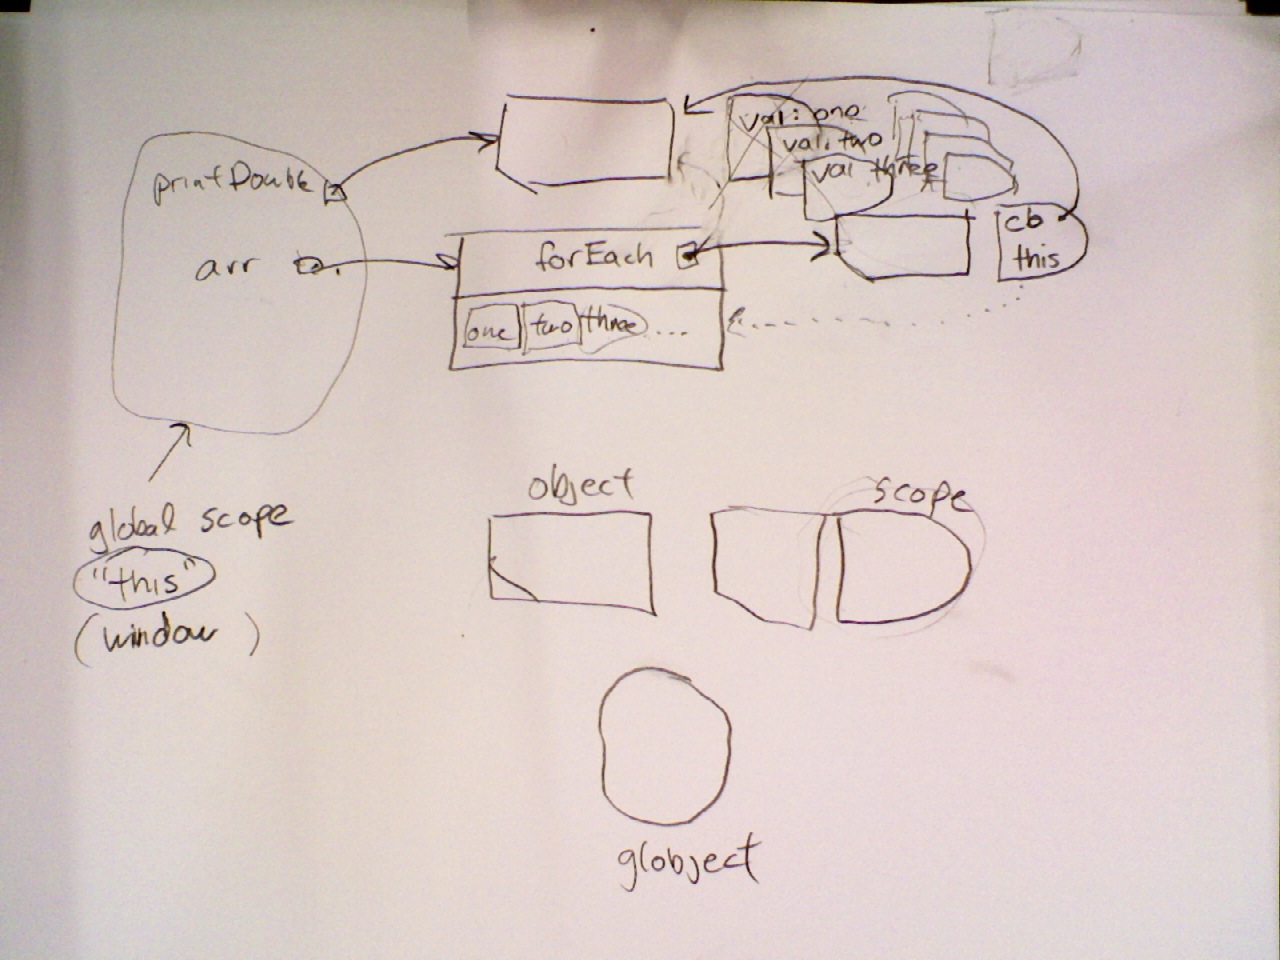 val: one
val: two
val three
printDouble
cb
this
arr
forEach
one two three ...
object
scope
global scope
"this"
(window)
globject